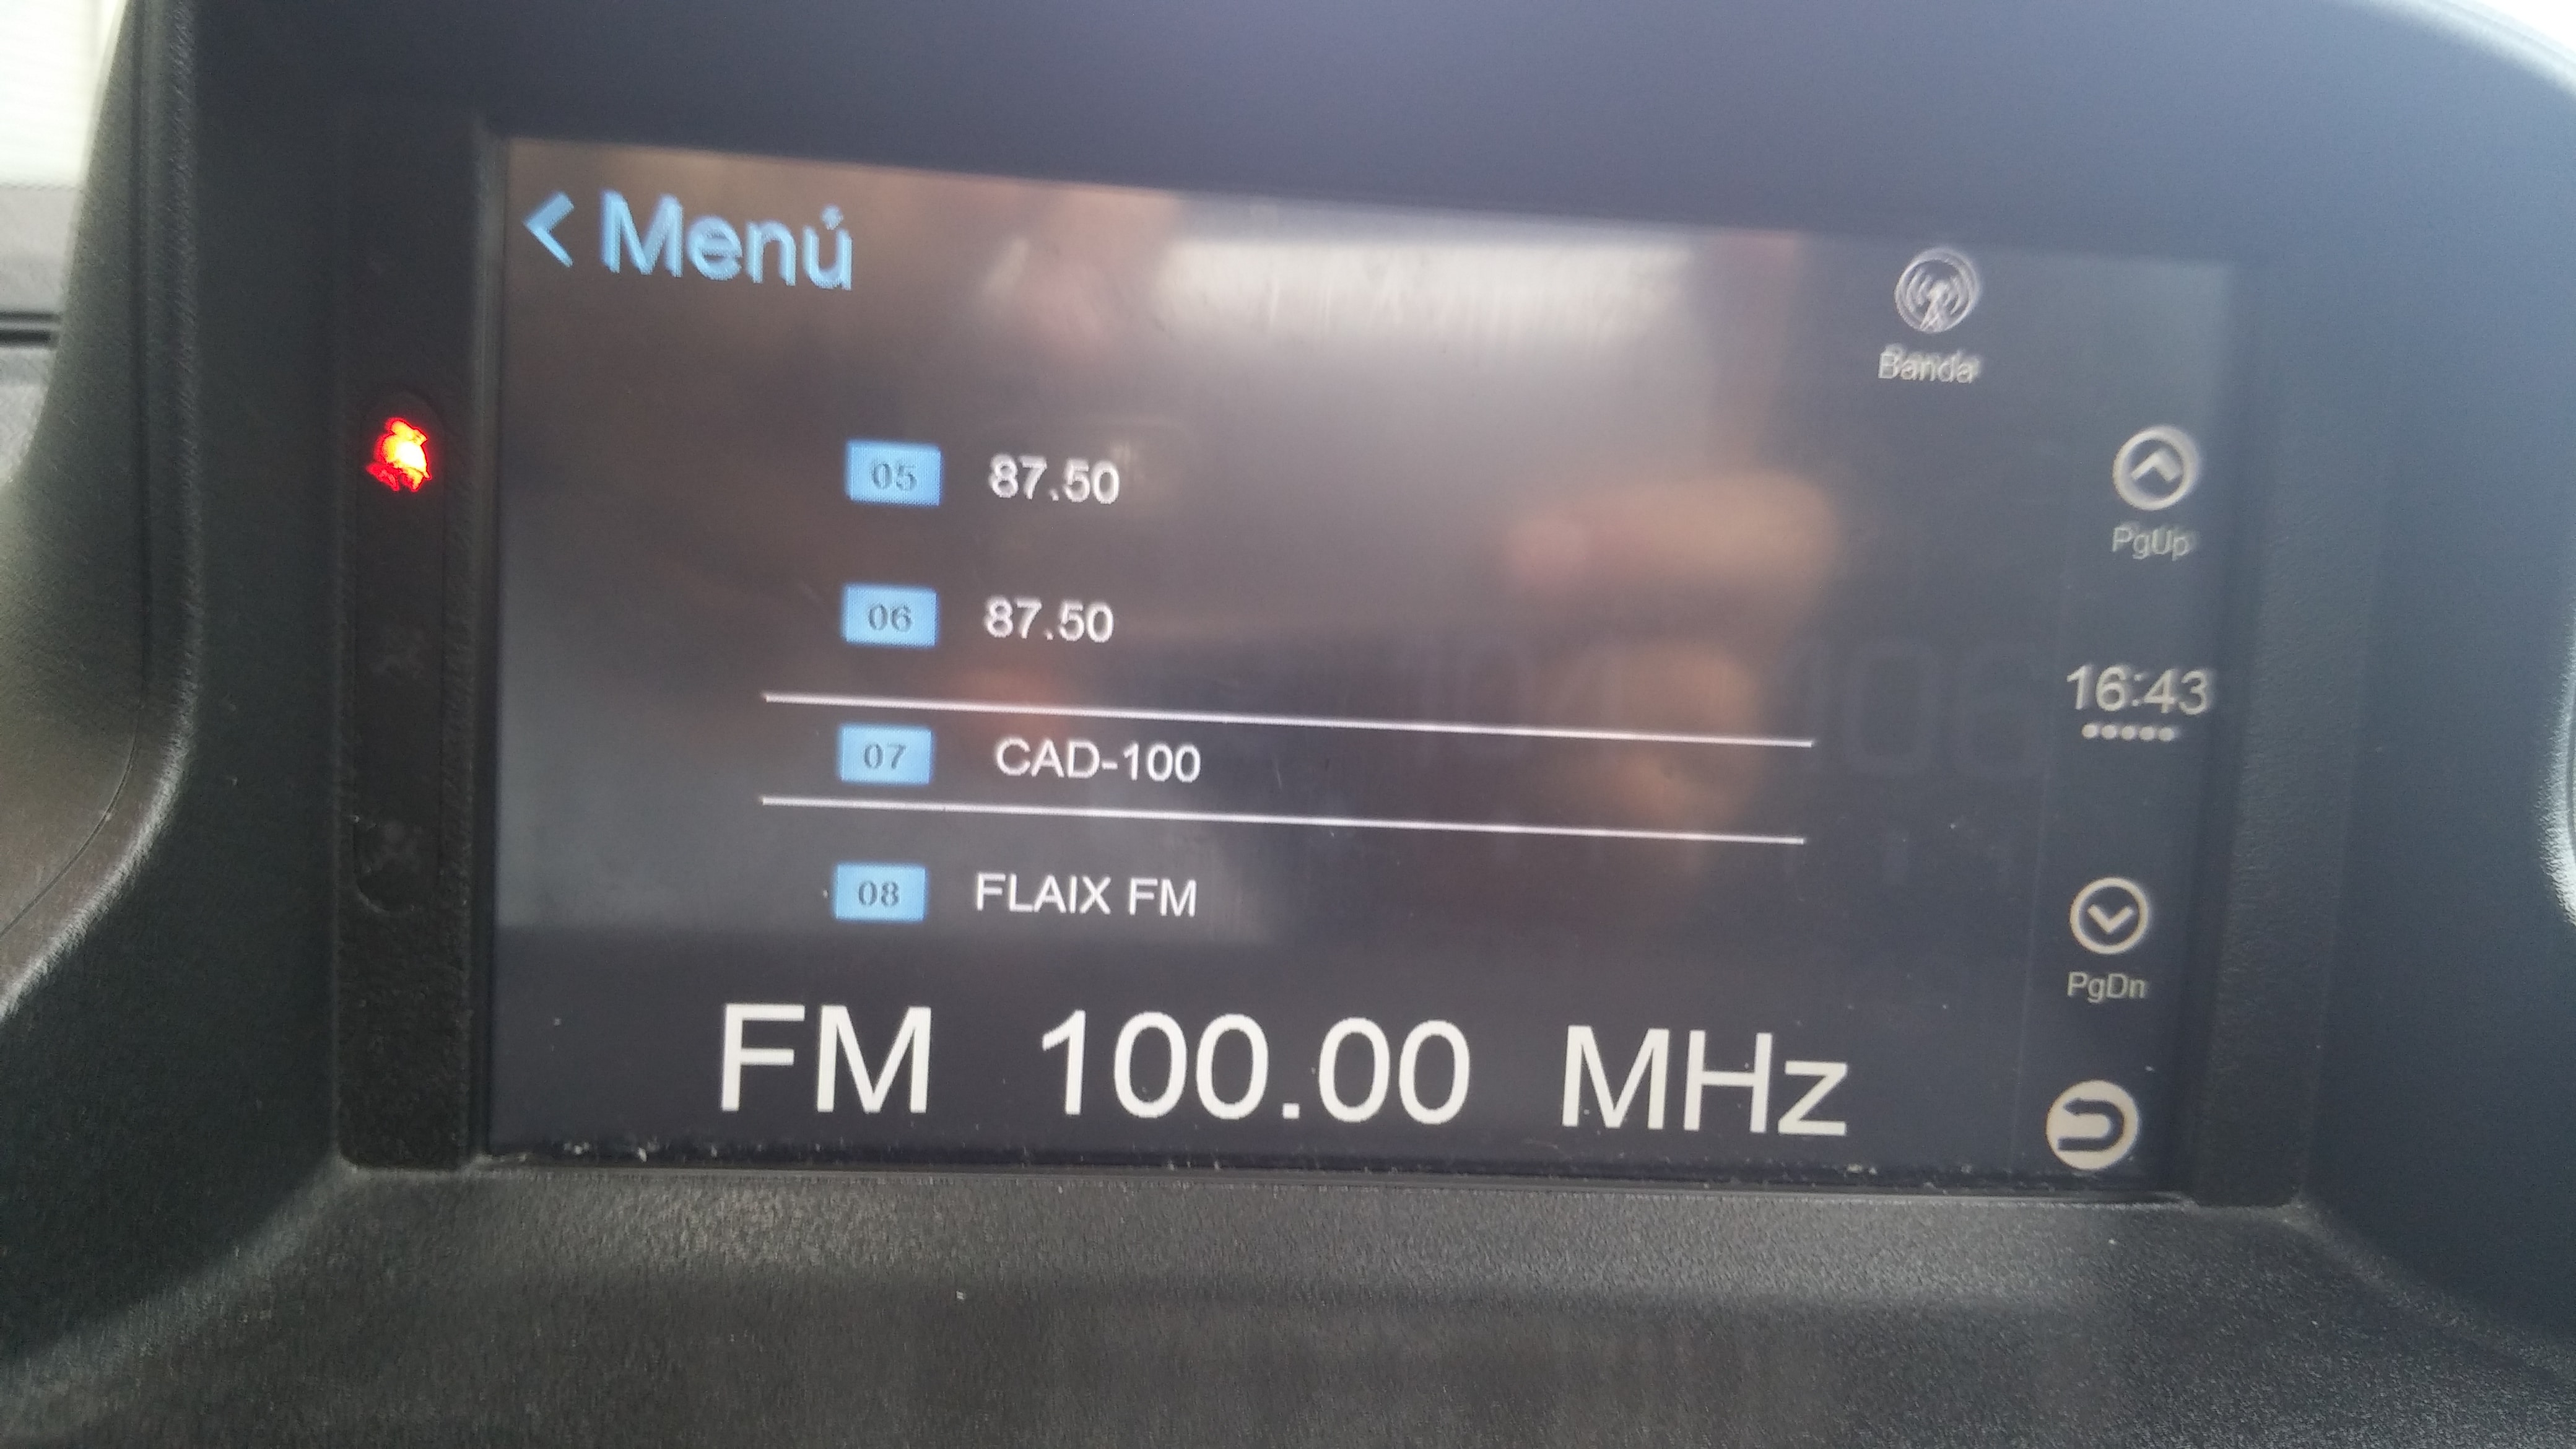 Menú
Banda
05 87.50
PgUp
06 87.50
16:43
07 CAD-100
08 FLAIX FM
PgDn
FM 100.00 MHz